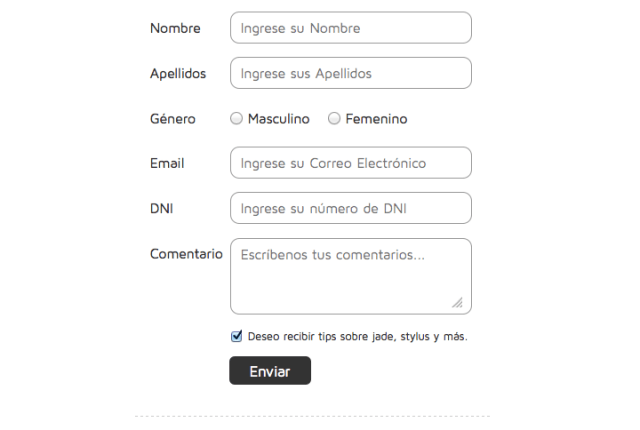 Nombre Ingrese su Nombre
Apellidos Ingrese sus Apellidos
Género Masculino Femenino
Email Ingrese su Correo Electrónico
DNI Ingrese su número de DNI
Comentario Escríbenos tus comentarios...
Deseo recibir tips sobre jade, stylus y más.
Enviar